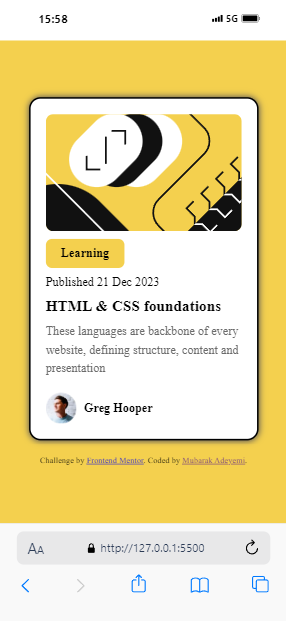 15:58
5G
Learning
Published 21 Dec 2023
HTML & CSS foundations
These languages are backbone of every
website, defining structure, content and
presentation
Greg Hooper
Challenge by Frontend Mentor. Coded by Mubarak Adeyemi.
AA
http://127.0.0.1:5500